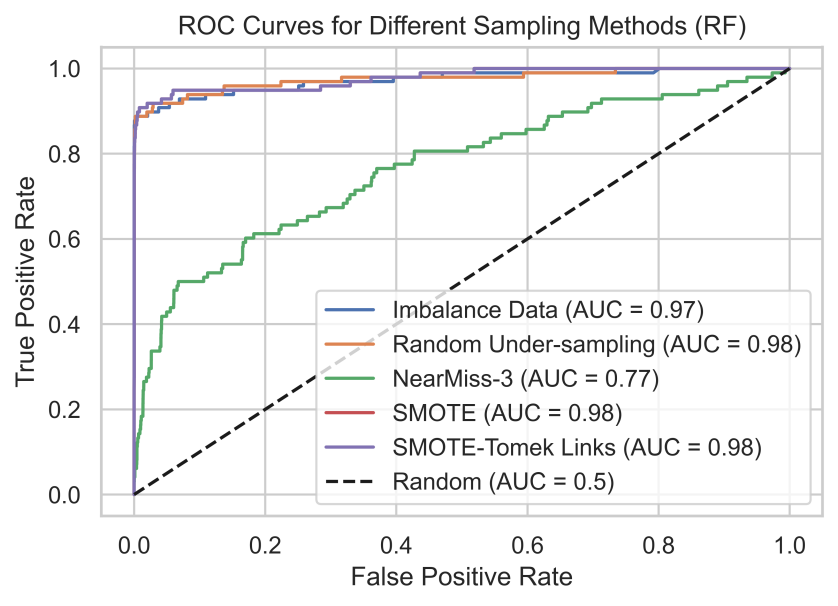 ROC Curves for Different Sampling Methods (RF)
True Positive Rate
1.0
0.8
0.6
0.4
0.2
0.0
Imbalance Data (AUC = 0.97)
Random Under-sampling (AUC = 0.98)
NearMiss-3 (AUC = 0.77)
SMOTE (AUC = 0.98)
SMOTE-Tomek Links (AUC = 0.98)
Random (AUC = 0.5)
0.0 0.2 0.4 0.6 0.8 1.0
False Positive Rate